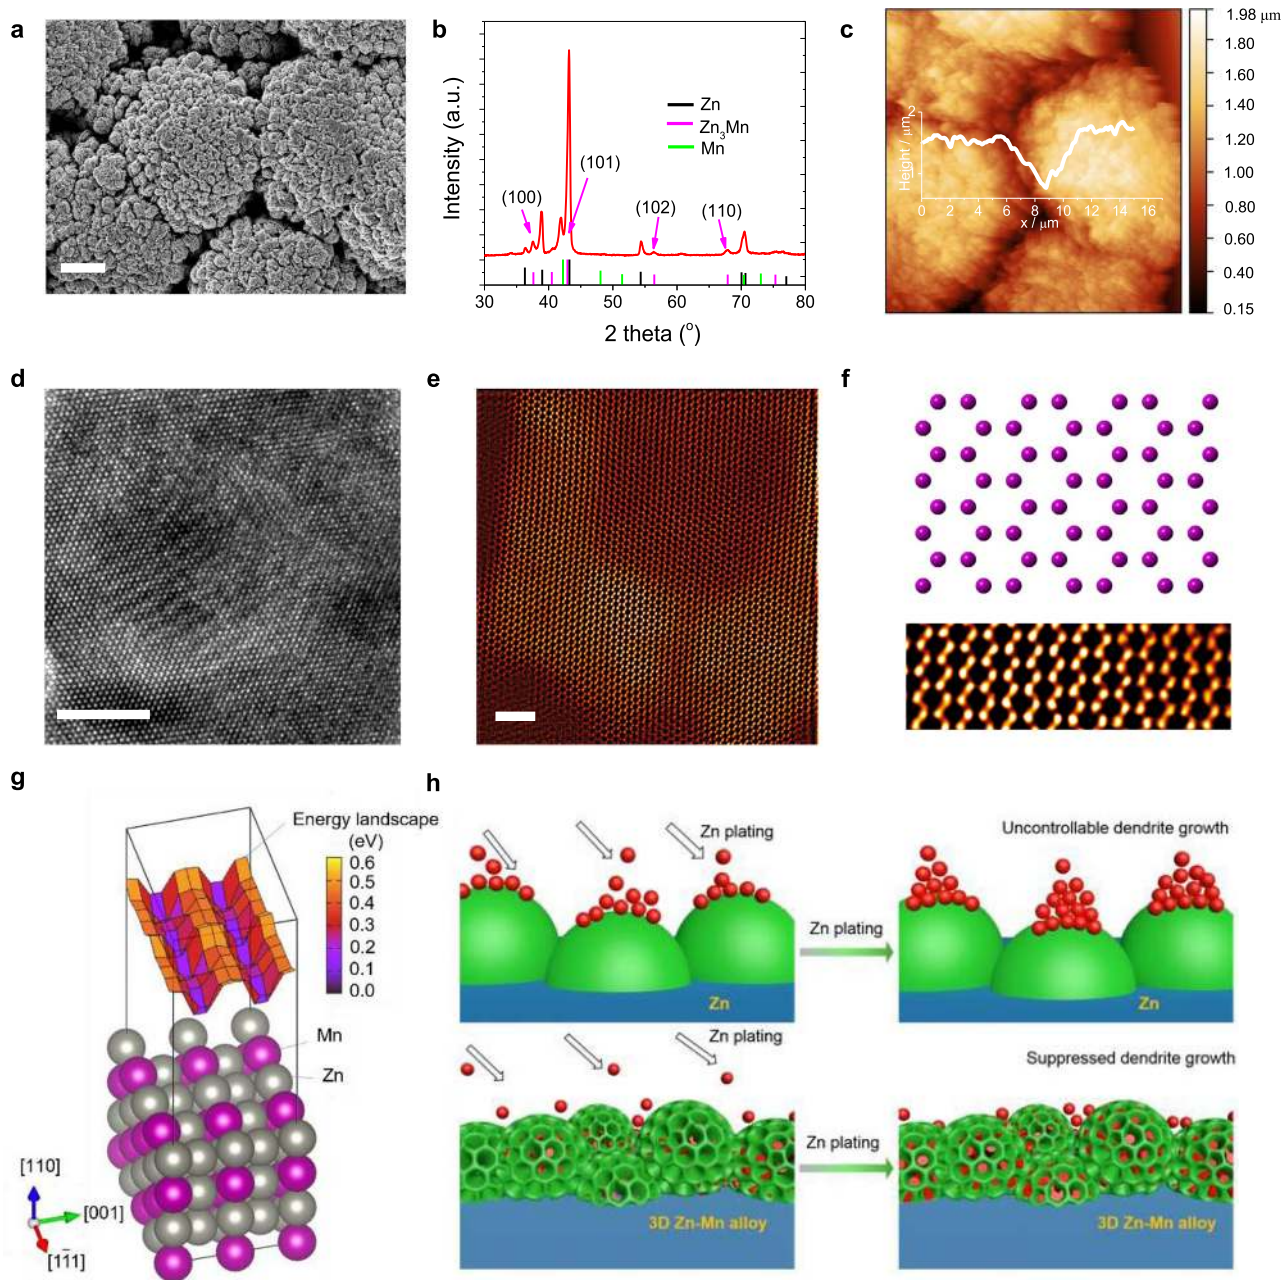 a
b
Intensity (a.u.)
Zn
Zn3Mn
Mn
(100)
(101)
(102)
(110)
30 40 50 60 70 80
2 theta (o)
c
1.98 μm
1.80
1.60
1.40
1.20
1.00
0.80
0.60
0.40
0.15
Height / μm
2
1
0 2 4 6 8 10 12 14 16
x / μm
d
e
f
g
Energy landscape
(eV)
0.6
0.5
0.4
0.3
0.2
0.1
0.0
Mn
Zn
[110]
[001]
[11̄1]
h
Zn plating
Zn
Zn plating
Uncontrollable dendrite growth
Zn
Zn plating
3D Zn-Mn alloy
Zn plating
Suppressed dendrite growth
3D Zn-Mn alloy